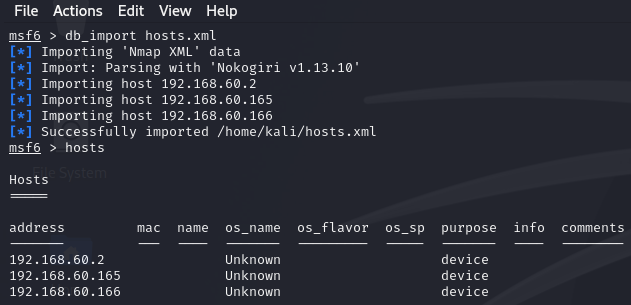 File Actions Edit View Help
msf6 > db_import hosts.xml
[*] Importing 'Nmap XML' data
[*] Import: Parsing with 'Nokogiri v1.13.10'
[*] Importing host 192.168.60.2
[*] Importing host 192.168.60.165
[*] Importing host 192.168.60.166
[*] Successfully imported /home/kali/hosts.xml
msf6 > hosts
File System
Hosts
=====
address mac name os_name os_flavor os_sp purpose info comments
------- --- ---- ------- --------- ----- ------- ---- --------
192.168.60.2 Unknown device
192.168.60.165 Unknown device
192.168.60.166 Unknown device